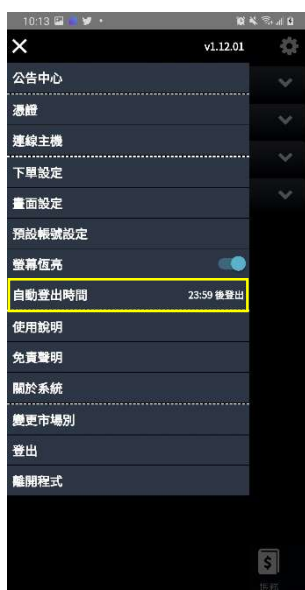 10:13
v1.12.01
公告中心
憑證
連線主機
下單設定
畫面設定
預設帳號設定
螢幕恆亮
自動登出時間 23:59 後登出
使用說明
免責聲明
關於系統
變更市場別
登出
離開程式